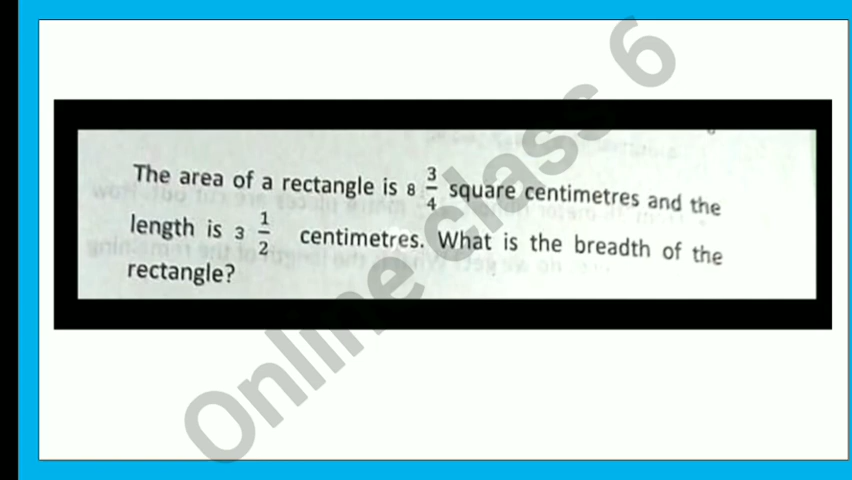 The area of a rectangle is 8 3/4 square centimetres and the
length is 3 1/2 centimetres. What is the breadth of the
rectangle?
Online class 6